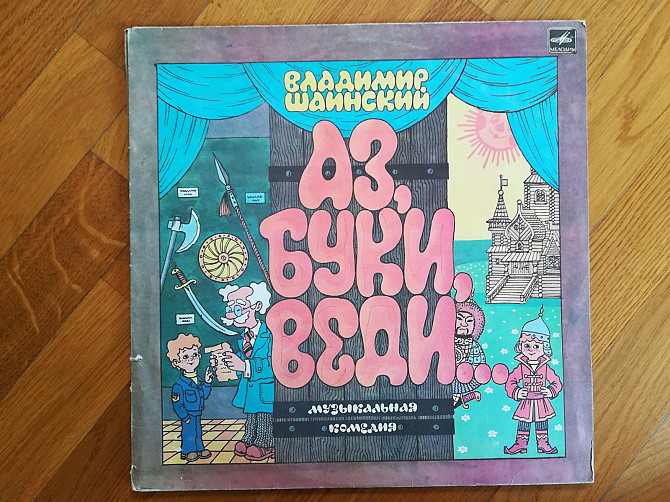 МЕЛОДИЯ
ВЛАДИМИР
ШАИНСКИЙ
АЗ,
БУКИ,
ВЕДИ...
МУЗЫКАЛЬНАЯ
КОМЕДИЯ